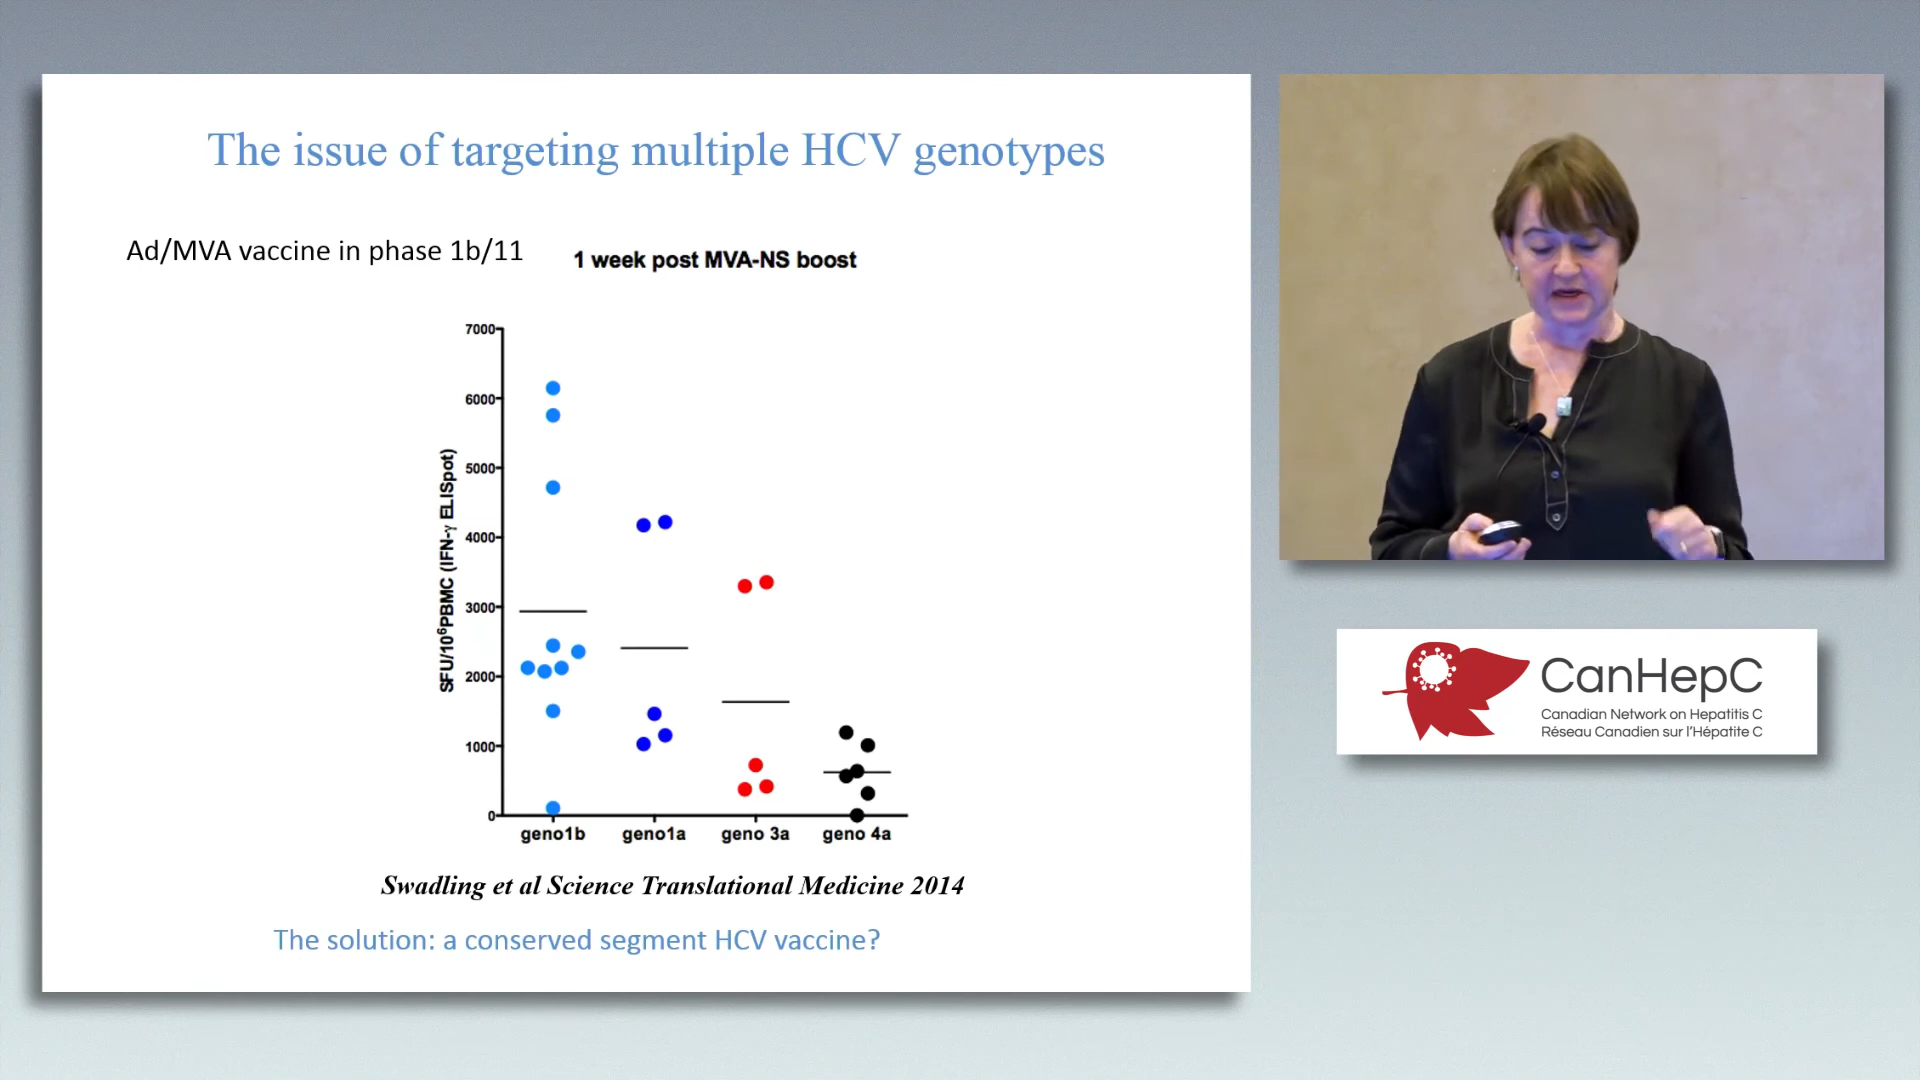 The issue of targeting multiple HCV genotypes
Ad/MVA vaccine in phase 1b/11
1 week post MVA-NS boost
SFU/10⁶PBMC (IFN-γ ELISpot)
7000
6000
5000
4000
3000
2000
1000
0
geno1b geno1a geno 3a geno 4a
Swadling et al Science Translational Medicine 2014
The solution: a conserved segment HCV vaccine?
CanHepC
Canadian Network on Hepatitis C
Réseau Canadien sur l'Hépatite C